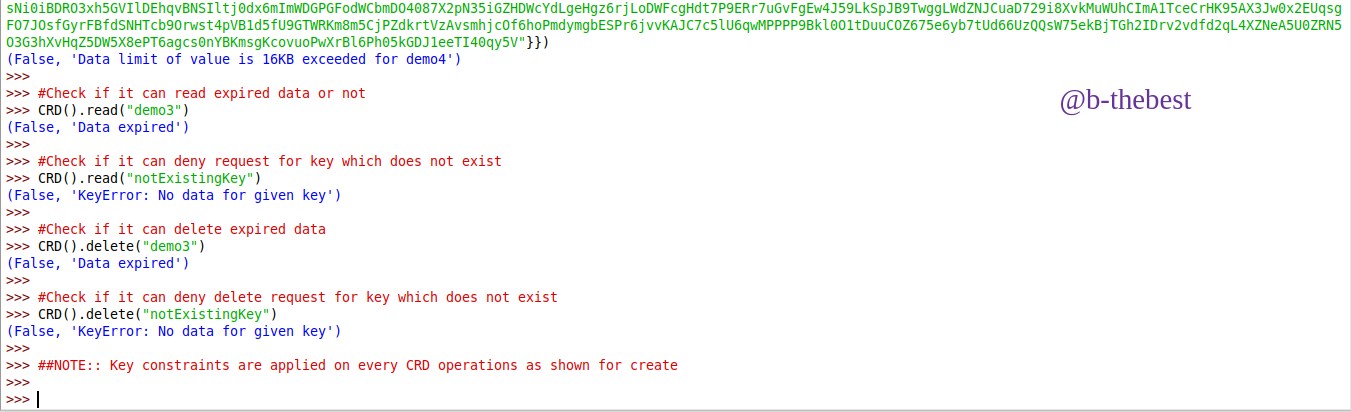 sNi0iBDRO3xh5GVIlDEhqvBNSIltj0dx6mImWDGPGFodWCbmDO4087X2pN35iGZHDWcYdLgeHgz6rjLoDWFcgHdt7P9ERr7uGvFgEw4J59LkSpJB9TwggLWdZNJCuaD729i8XvkMuWUhCImA1TceCrHK95AX3Jw0x2EUqsg
FO7JOsfGyrFBfdSNHTcb9Orwst4pVB1d5fU9GTWRKm8m5CjPZdkrtVzAvsmhjcOf6hoPmdymgbESPr6jvvKAJC7c5lU6qwMPPPP9Bkl0O1tDuuCOZ675e6yb7tUd66UzQQsW75ekBjTGh2IDrv2vdfd2qL4XZNeA5U0ZRN5
O3G3hXvHqZ5DW5X8ePT6agcs0nYBKmsgKcovuoPwXrBl6Ph05kGDJ1eeTI40qy5V"}})
(False, 'Data limit of value is 16KB exceeded for demo4')
>>>
>>> #Check if it can read expired data or not
@b-thebest
>>> CRD().read("demo3")
(False, 'Data expired')
>>>
>>> #Check if it can deny request for key which does not exist
>>> CRD().read("notExistingKey")
(False, 'KeyError: No data for given key')
>>>
>>> #Check if it can delete expired data
>>> CRD().delete("demo3")
(False, 'Data expired')
>>>
>>> #Check if it can deny delete request for key which does not exist
>>> CRD().delete("notExistingKey")
(False, 'KeyError: No data for given key')
>>>
>>> ##NOTE:: Key constraints are applied on every CRD operations as shown for create
>>>
>>>